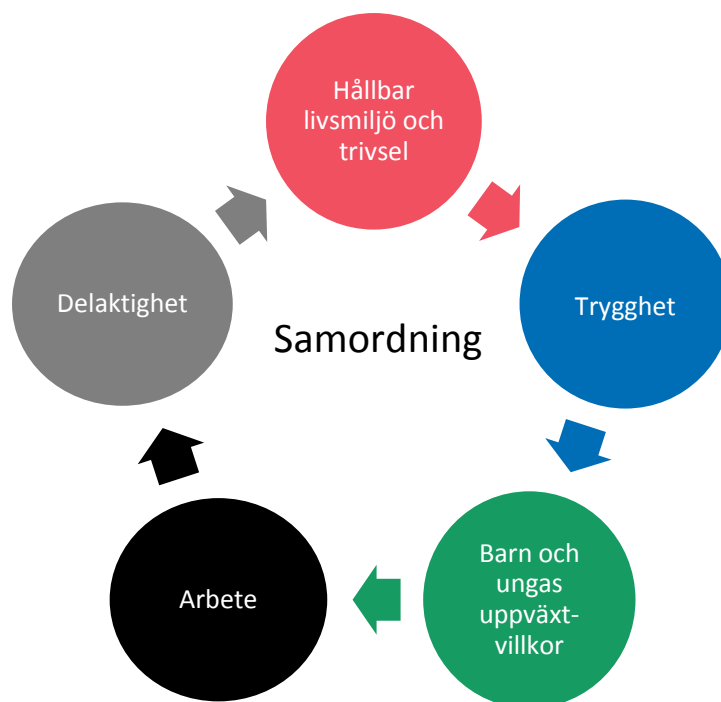 Hållbar
livsmiljö och
trivsel
Delaktighet
Trygghet
Samordning
Barn och
ungas
uppväxt-
villkor
Arbete